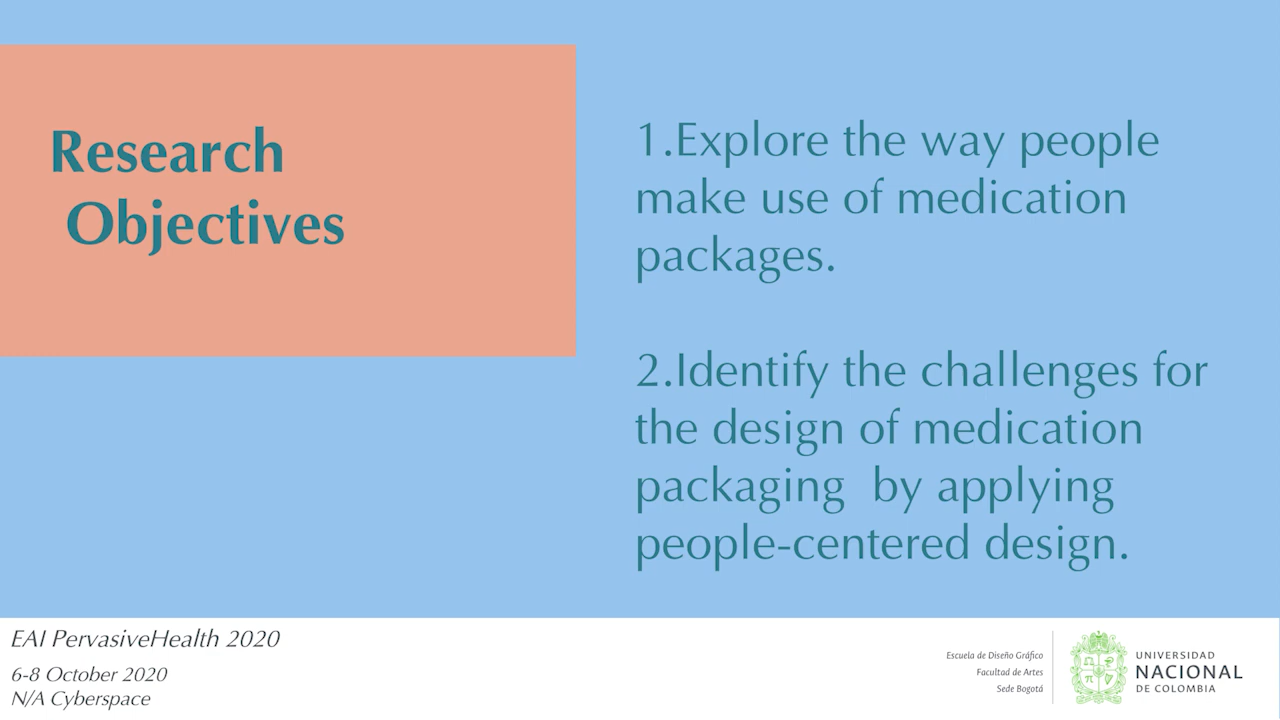 Research
Objectives
1.Explore the way people
make use of medication
packages.
2.Identify the challenges for
the design of medication
packaging  by applying
people-centered design.
EAI PervasiveHealth 2020
6-8 October 2020
N/A Cyberspace
Escuela de Diseño Gráfico
Facultad de Artes
Sede Bogotá
UNIVERSIDAD
NACIONAL
DE COLOMBIA